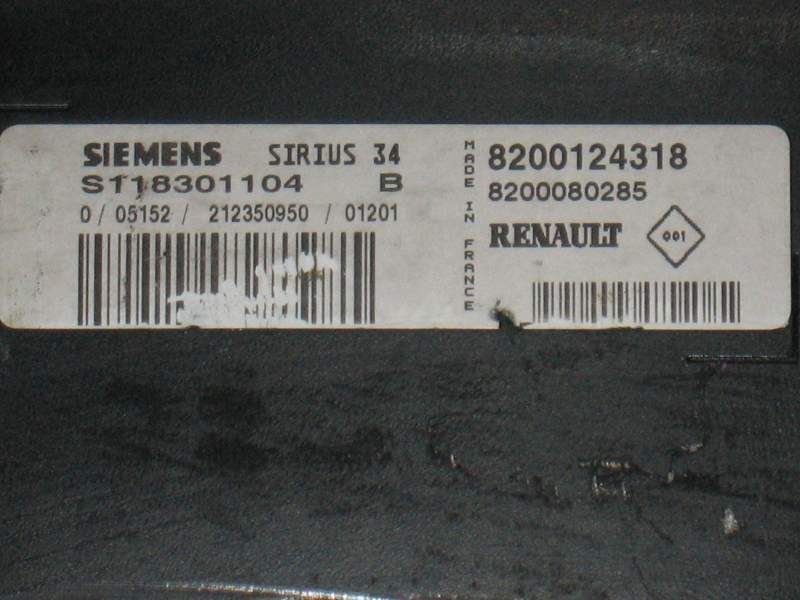 SIEMENS SIRIUS 34
S118301104 B
0 / 05152 / 212350950 / 01201
MADE IN FRANCE
8200124318
8200080285
RENAULT 001